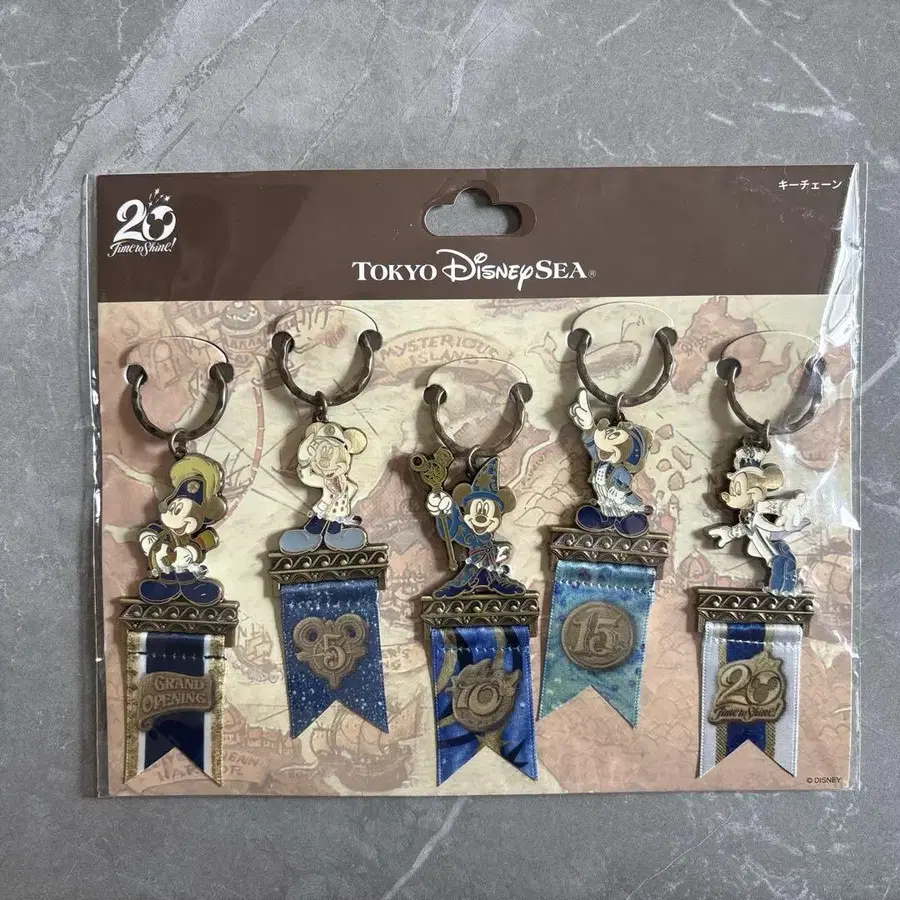 キーチェーン
20
Time to Shine!
TOKYO DISNEYSEA®
MYSTERIOUS
ISLAND
GRAND
OPENING
5
10
15
20
Time to Shine!
HARBOR
© DISNEY